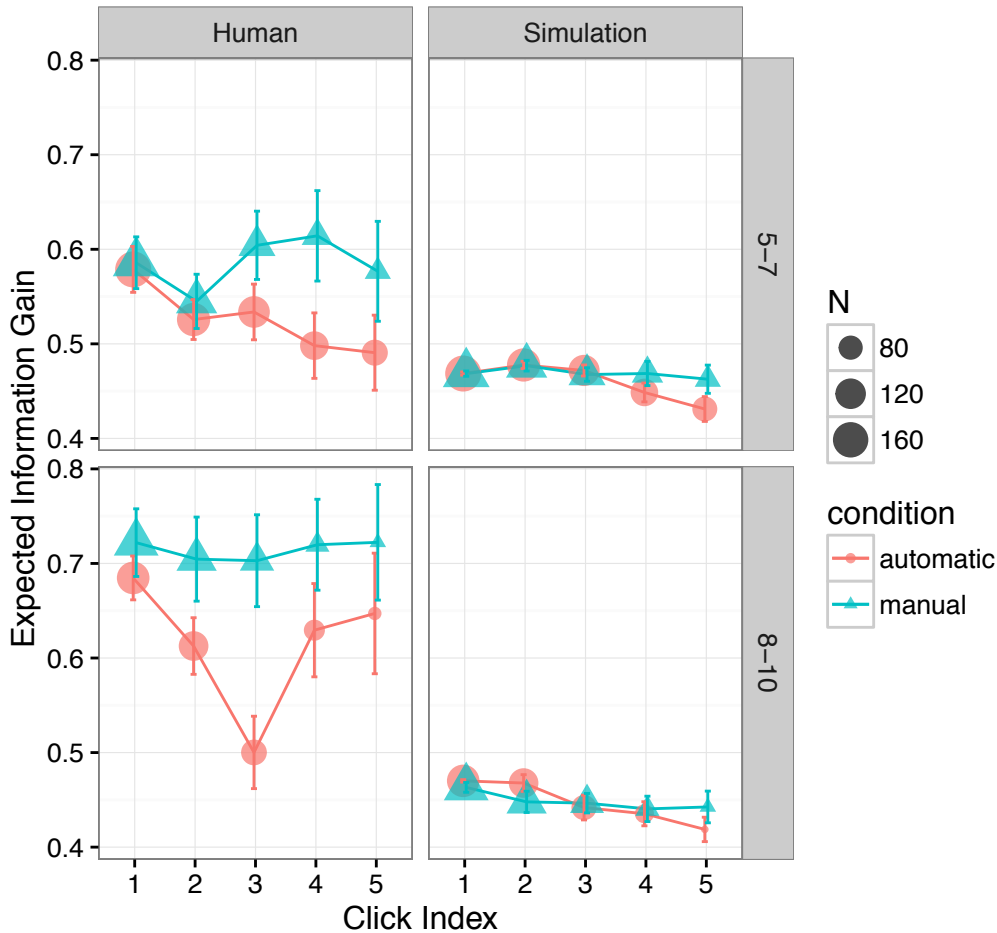 Human
Simulation
0.8
0.7
0.6
0.5
0.4
5−7
0.8
0.7
0.6
0.5
0.4
8−10
1 2 3 4 5
1 2 3 4 5
Click Index
Expected Information Gain
N
80
120
160
condition
automatic
manual